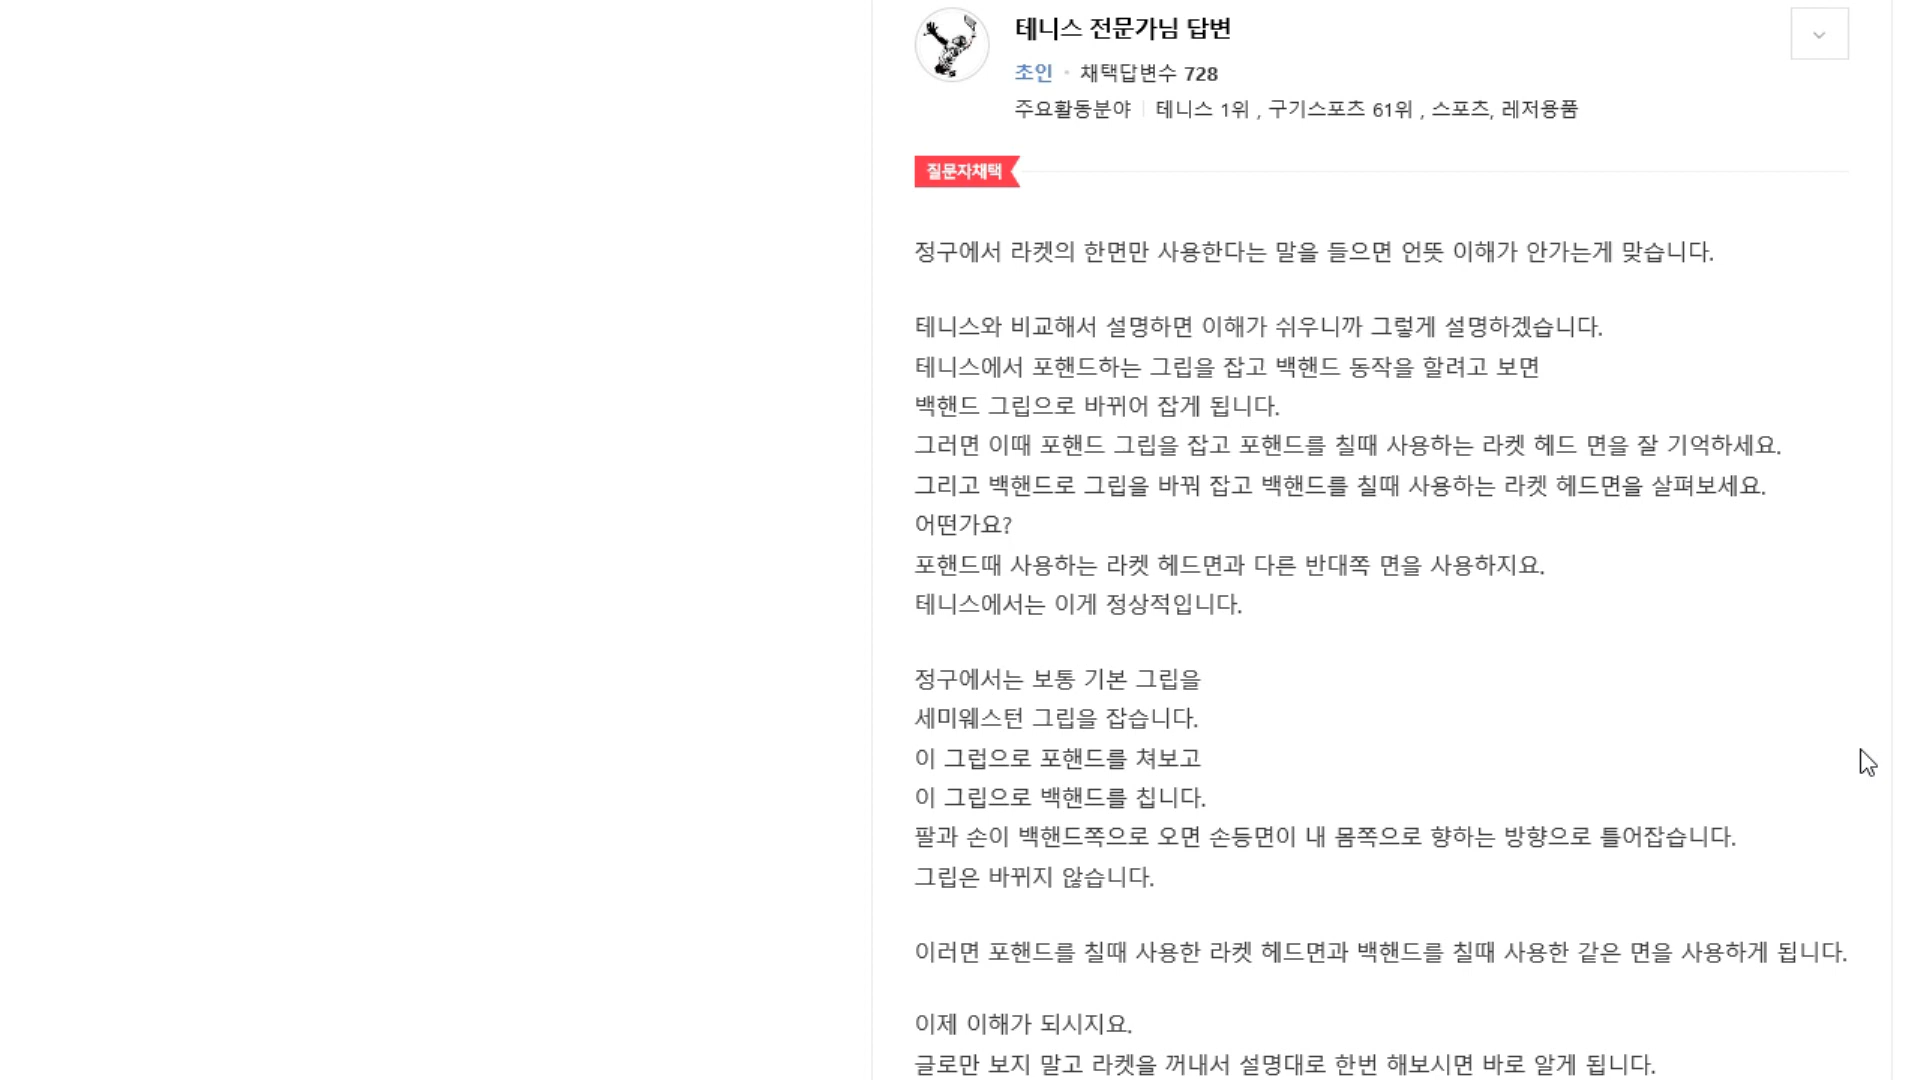 테니스 전문가님 답변
초인 · 채택답변수 728
주요활동분야 | 테니스 1위 , 구기스포츠 61위 , 스포츠, 레저용품
질문자채택
정구에서 라켓의 한면만 사용한다는 말을 들으면 언뜻 이해가 안가는게 맞습니다.
테니스와 비교해서 설명하면 이해가 쉬우니까 그렇게 설명하겠습니다.
테니스에서 포핸드하는 그립을 잡고 백핸드 동작을 할려고 보면
백핸드 그립으로 바뀌어 잡게 됩니다.
그러면 이때 포핸드 그립을 잡고 포핸드를 칠때 사용하는 라켓 헤드 면을 잘 기억하세요.
그리고 백핸드로 그립을 바꿔 잡고 백핸드를 칠때 사용하는 라켓 헤드면을 살펴보세요.
어떤가요?
포핸드때 사용하는 라켓 헤드면과 다른 반대쪽 면을 사용하지요.
테니스에서는 이게 정상적입니다.
정구에서는 보통 기본 그립을
세미웨스턴 그립을 잡습니다.
이 그럽으로 포핸드를 쳐보고
이 그립으로 백핸드를 칩니다.
팔과 손이 백핸드쪽으로 오면 손등면이 내 몸쪽으로 향하는 방향으로 틀어잡습니다.
그립은 바뀌지 않습니다.
이러면 포핸드를 칠때 사용한 라켓 헤드면과 백핸드를 칠때 사용한 같은 면을 사용하게 됩니다.
이제 이해가 되시지요.
글로만 보지 말고 라켓을 꺼내서 설명대로 한번 해보시면 바로 알게 됩니다.